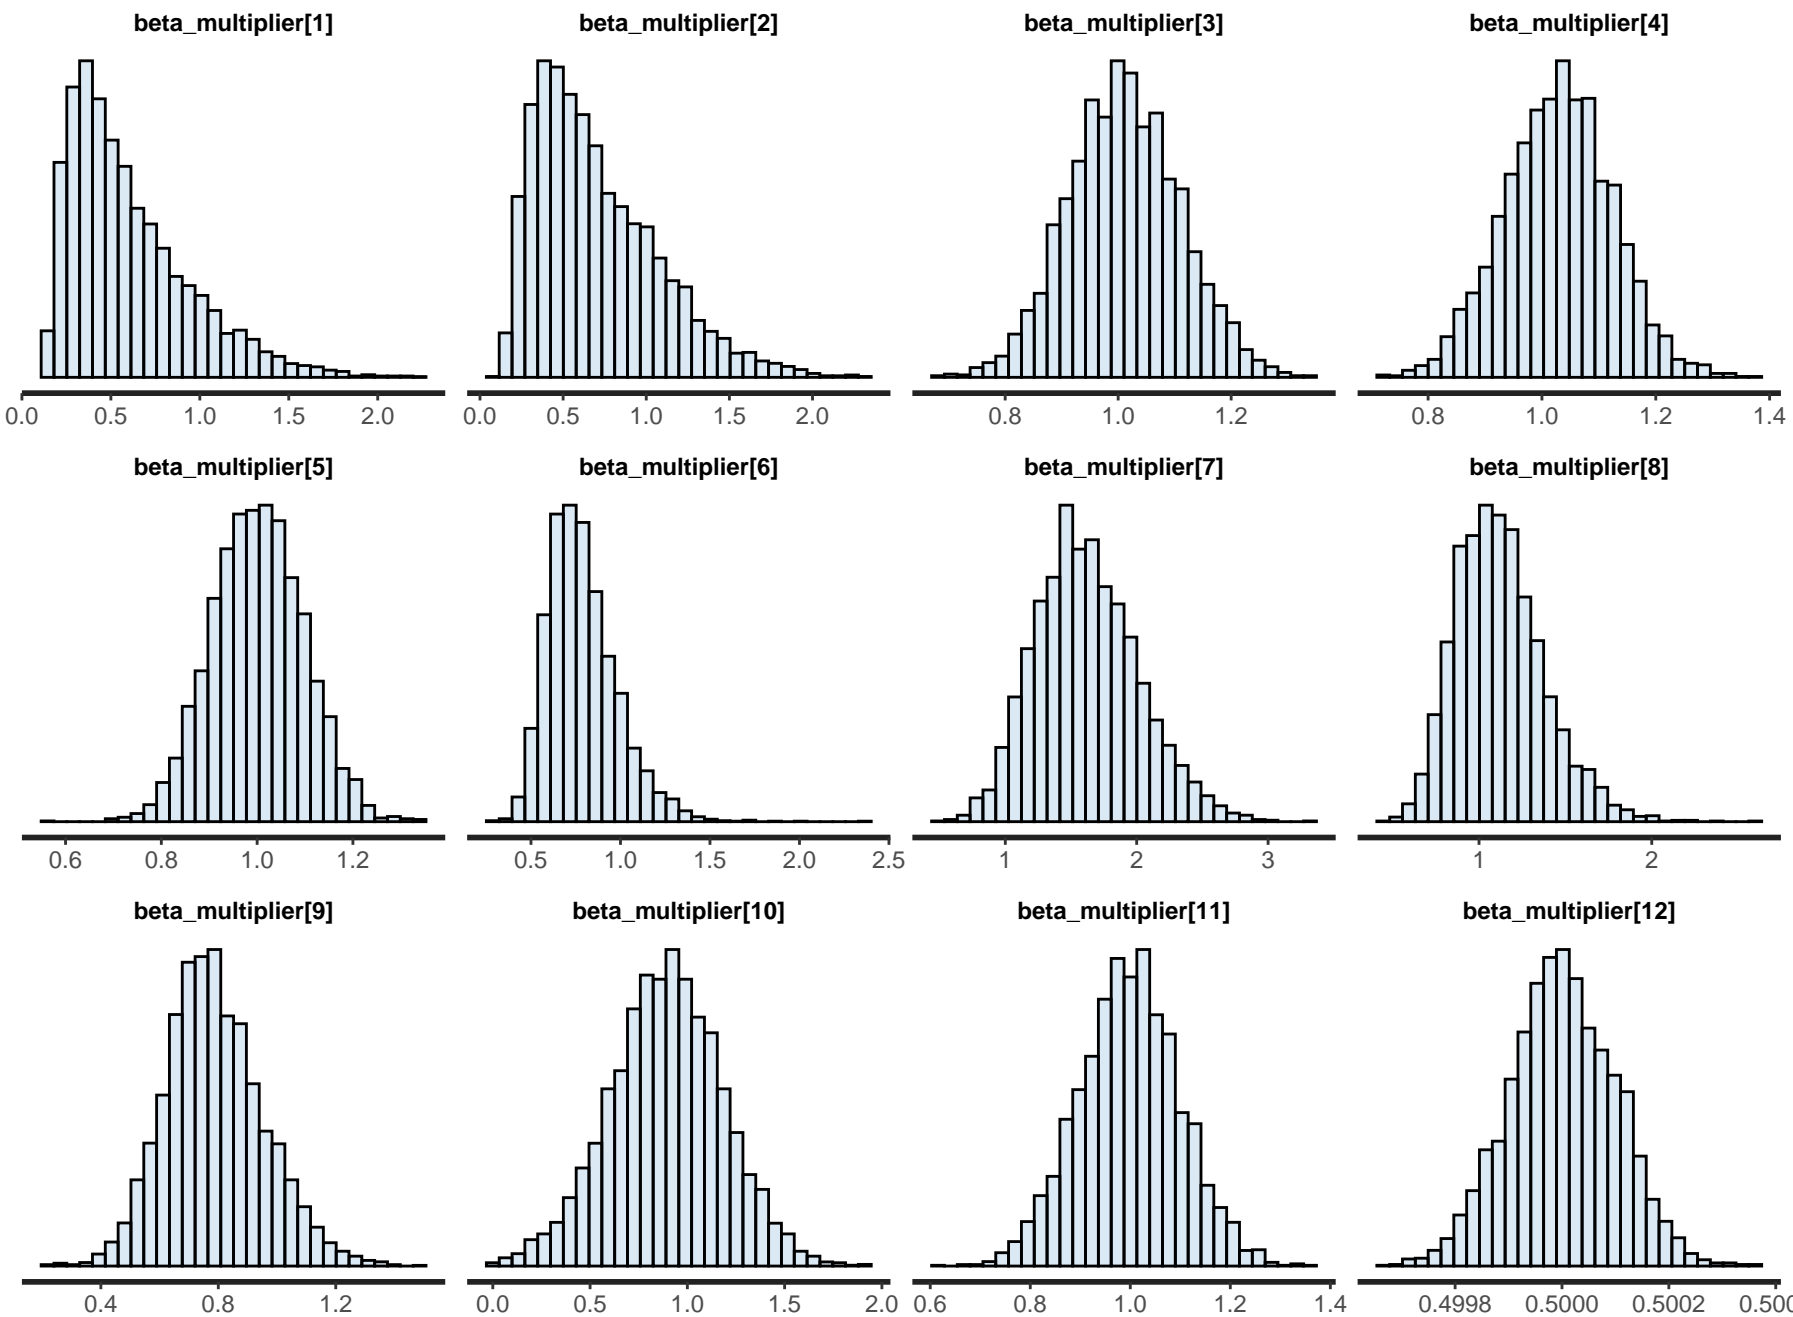 beta_multiplier[1] beta_multiplier[2] beta_multiplier[3] beta_multiplier[4]
0.0 0.5 1.0 1.5 2.0 0.0 0.5 1.0 1.5 2.0 0.8 1.0 1.2 0.8 1.0 1.2 1.4
beta_multiplier[5] beta_multiplier[6] beta_multiplier[7] beta_multiplier[8]
0.6 0.8 1.0 1.2 0.5 1.0 1.5 2.0 2.5 1 2 3 1 2
beta_multiplier[9] beta_multiplier[10] beta_multiplier[11] beta_multiplier[12]
0.4 0.8 1.2 0.0 0.5 1.0 1.5 2.0 0.6 0.8 1.0 1.2 1.4 0.4998 0.5000 0.5002